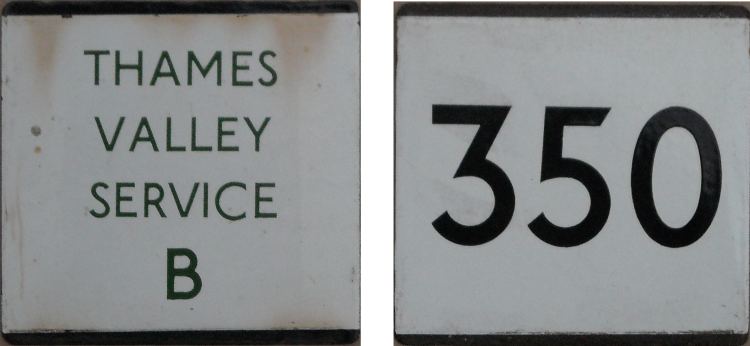 THAMES
VALLEY
SERVICE
B
350